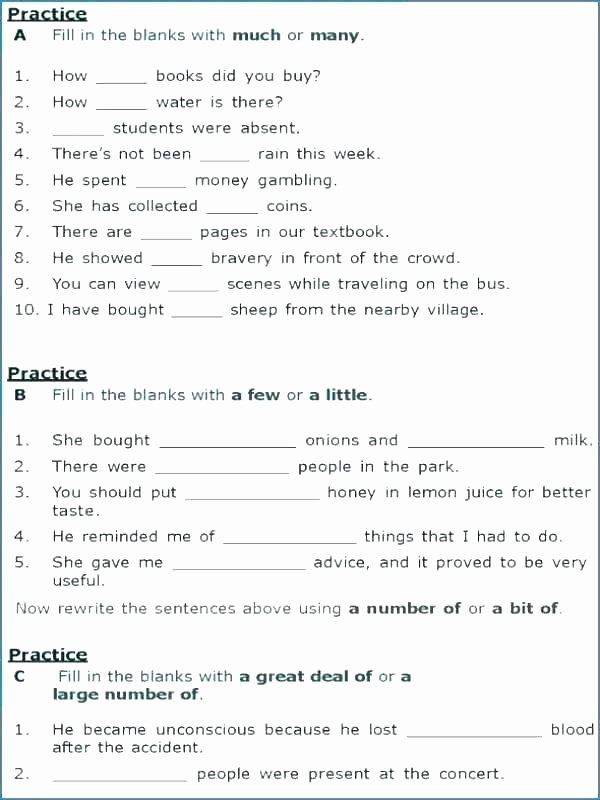 Practice
A Fill in the blanks with much or many.
1. How ______ books did you buy?
2. How ______ water is there?
3. ______ students were absent.
4. There's not been ______ rain this week.
5. He spent ______ money gambling.
6. She has collected ______ coins.
7. There are ______ pages in our textbook.
8. He showed ______ bravery in front of the crowd.
9. You can view ______ scenes while traveling on the bus.
10. I have bought ______ sheep from the nearby village.
Practice
B Fill in the blanks with a few or a little.
1. She bought ________________ onions and ________________ milk.
2. There were ________________ people in the park.
3. You should put ________________ honey in lemon juice for better
taste.
4. He reminded me of ________________ things that I had to do.
5. She gave me ________________ advice, and it proved to be very
useful.
Now rewrite the sentences above using a number of or a bit of.
Practice
C Fill in the blanks with a great deal of or a
large number of.
1. He became unconscious because he lost ________________ blood
after the accident.
2. ________________ people were present at the concert.